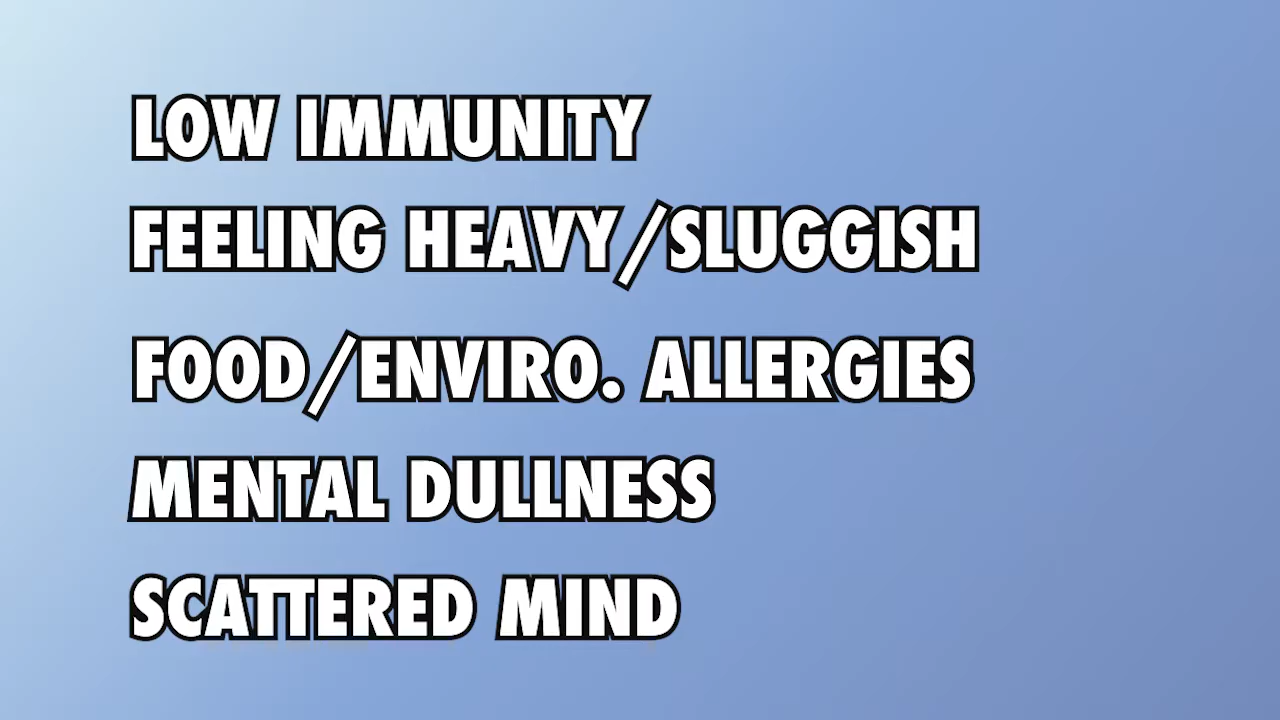 LOW IMMUNITY
FEELING HEAVY/SLUGGISH
FOOD/ENVIRO. ALLERGIES
MENTAL DULLNESS
SCATTERED MIND